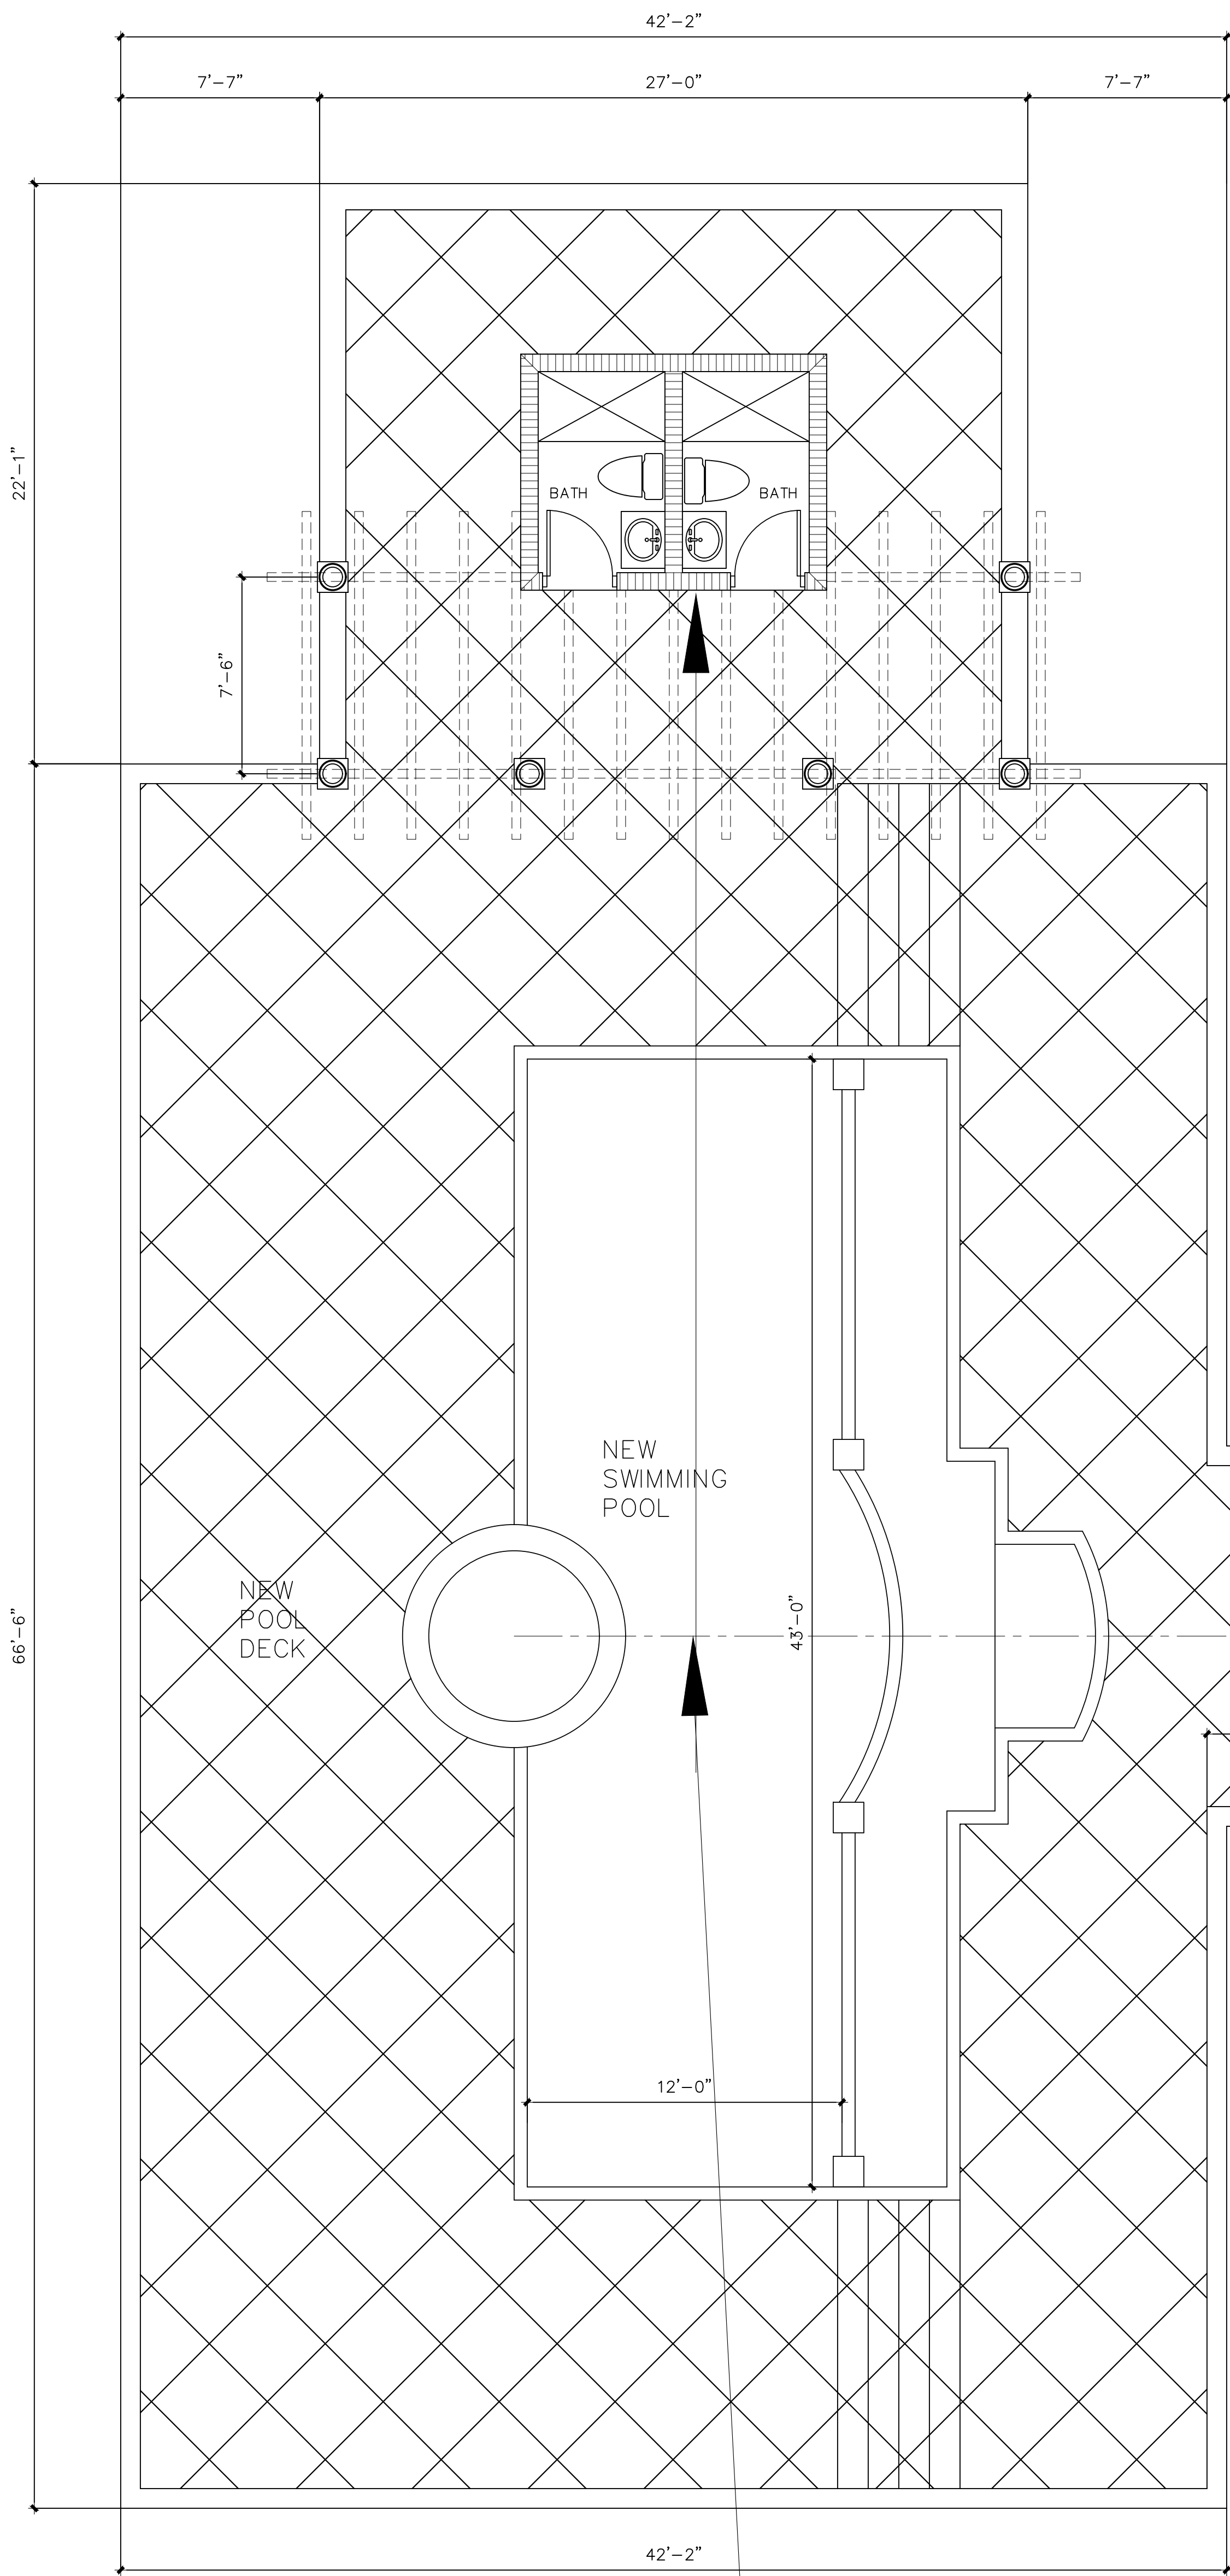 42'-2"
7'-7"
27'-0"
7'-7"
22'-1"
BATH
BATH
7'-6"
NEW
SWIMMING
POOL
NEW
POOL
DECK
43'-0"
66'-6"
12'-0"
42'-2"